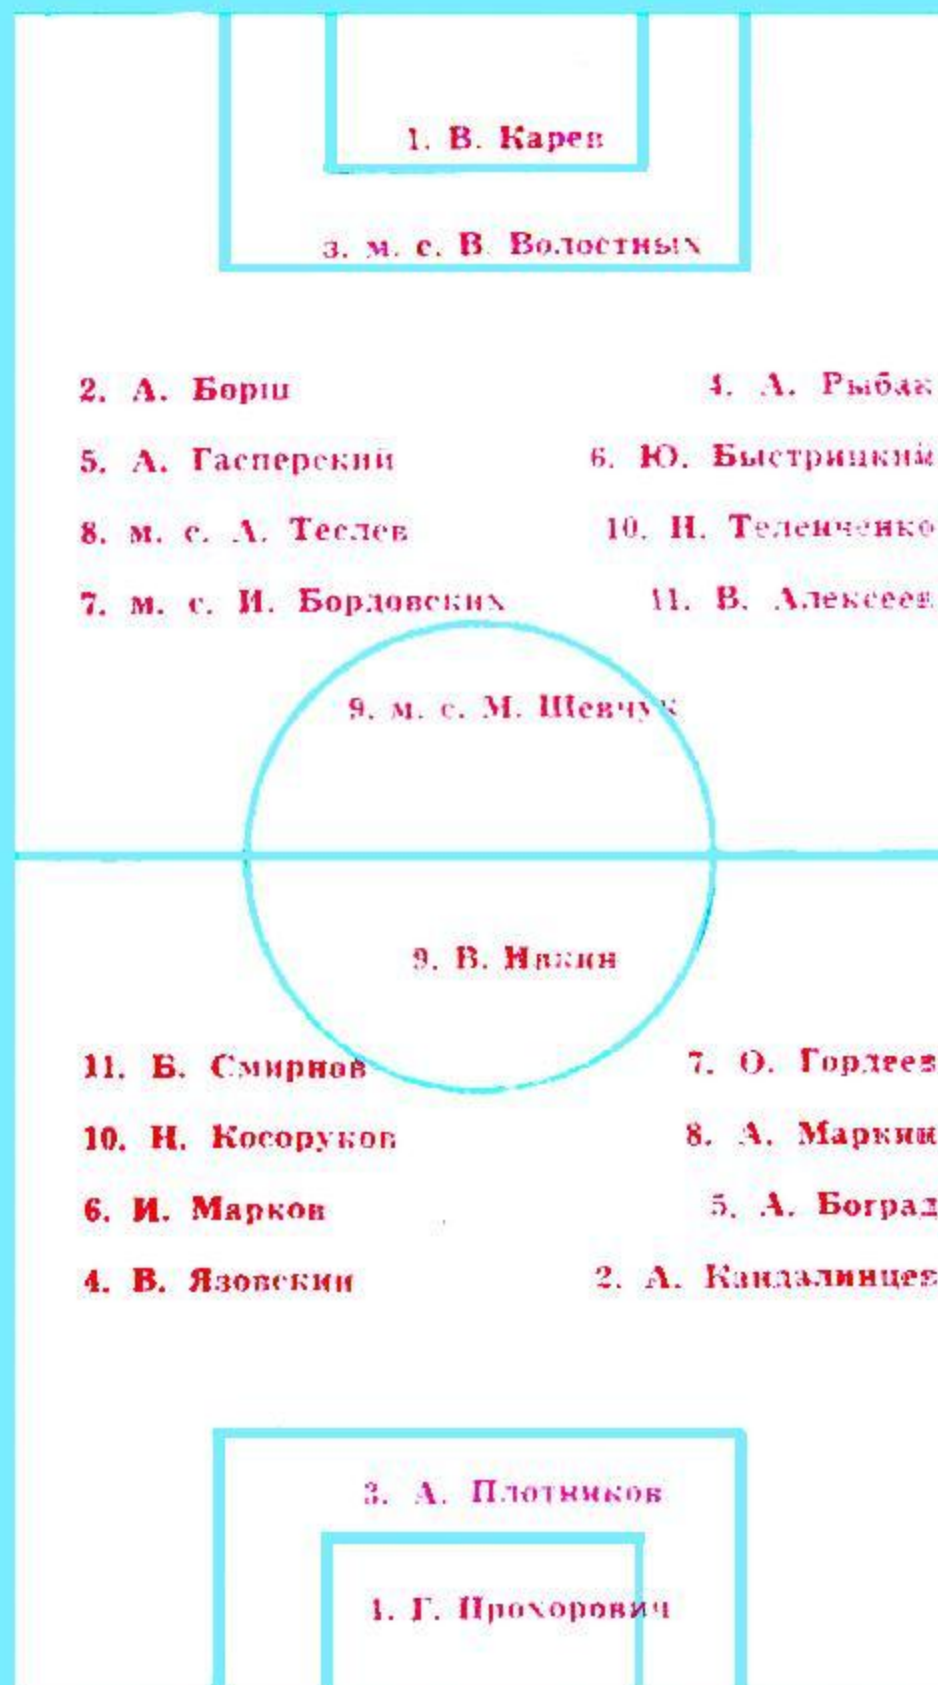 1. В. Карев
3. м. с. В. Волостных
2. А. Борш 4. А. Рыбак
5. А. Гасперский 6. Ю. Быстрицкий
8. м. с. А. Теслев 10. Н. Теленченко
7. м. с. И. Бордовских 11. В. Алексеев
9. м. с. М. Шевчук
9. В. Ивкин
11. Б. Смирнов 7. О. Гордеев
10. Н. Косоруков 8. А. Маркин
6. И. Марков 5. А. Боград
4. В. Язовский 2. А. Кандалинцев
3. А. Плотников
1. Г. Прохорович